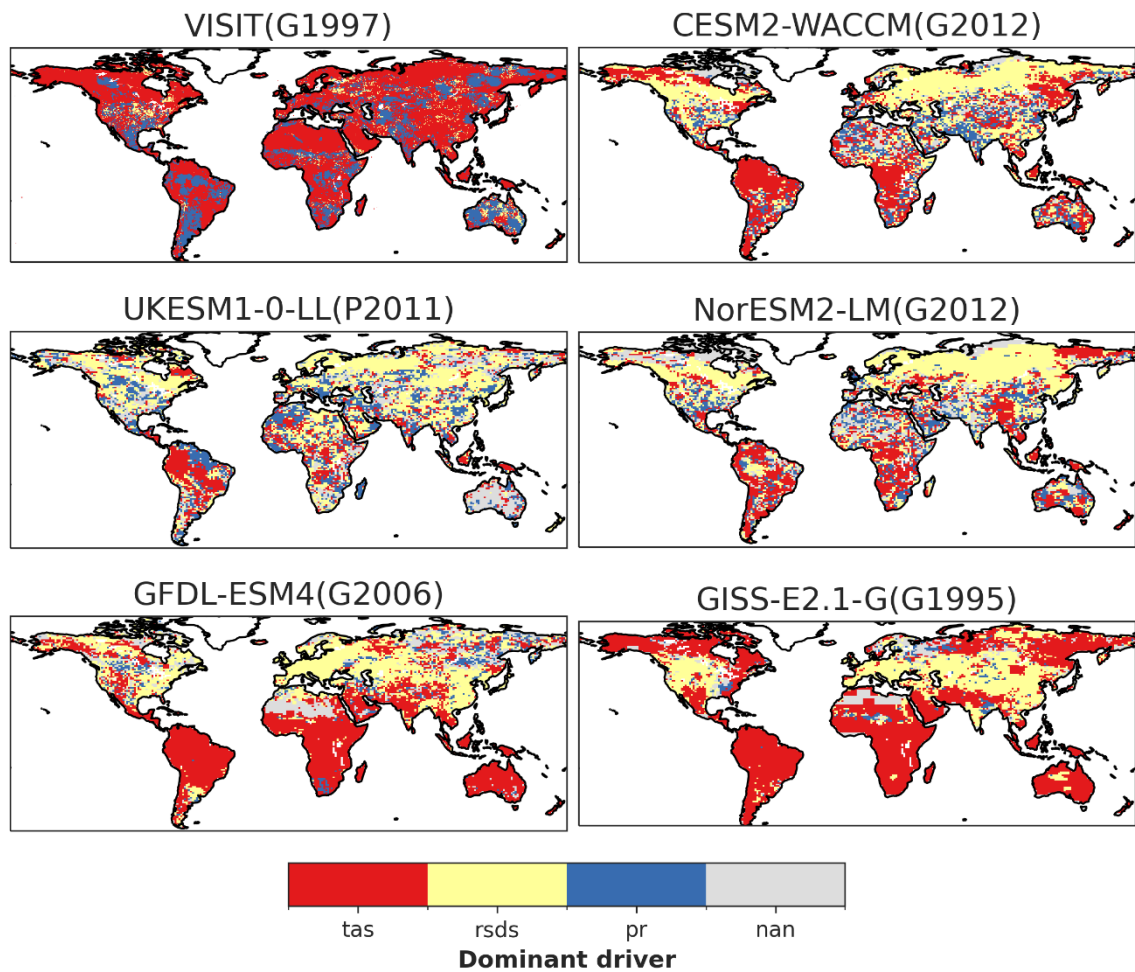 VISIT(G1997)
CESM2-WACCM(G2012)
UKESM1-0-LL(P2011)
NorESM2-LM(G2012)
GFDL-ESM4(G2006)
GISS-E2.1-G(G1995)
tas rsds pr nan
Dominant driver